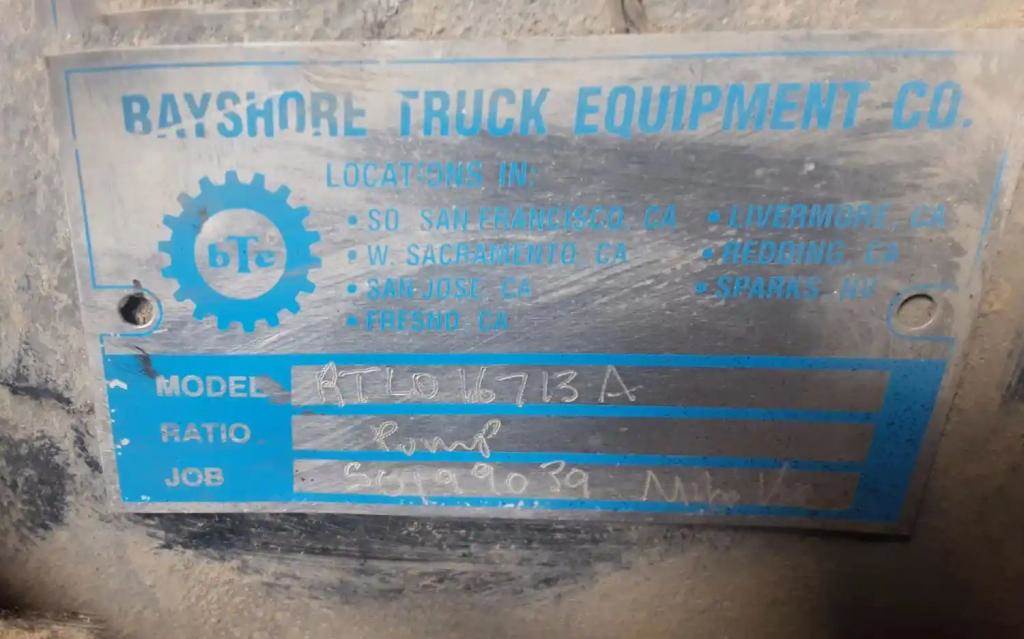 BAYSHORE TRUCK EQUIPMENT CO.
LOCATIONS IN:
• SO SAN FRANCISCO, CA • LIVERMORE, CA
• W. SACRAMENTO, CA • REDDING, CA
• SAN JOSE, CA • SPARKS, NV
• FRESNO, CA
bTe
MODEL RTLO16713A
RATIO Pump
JOB Mike